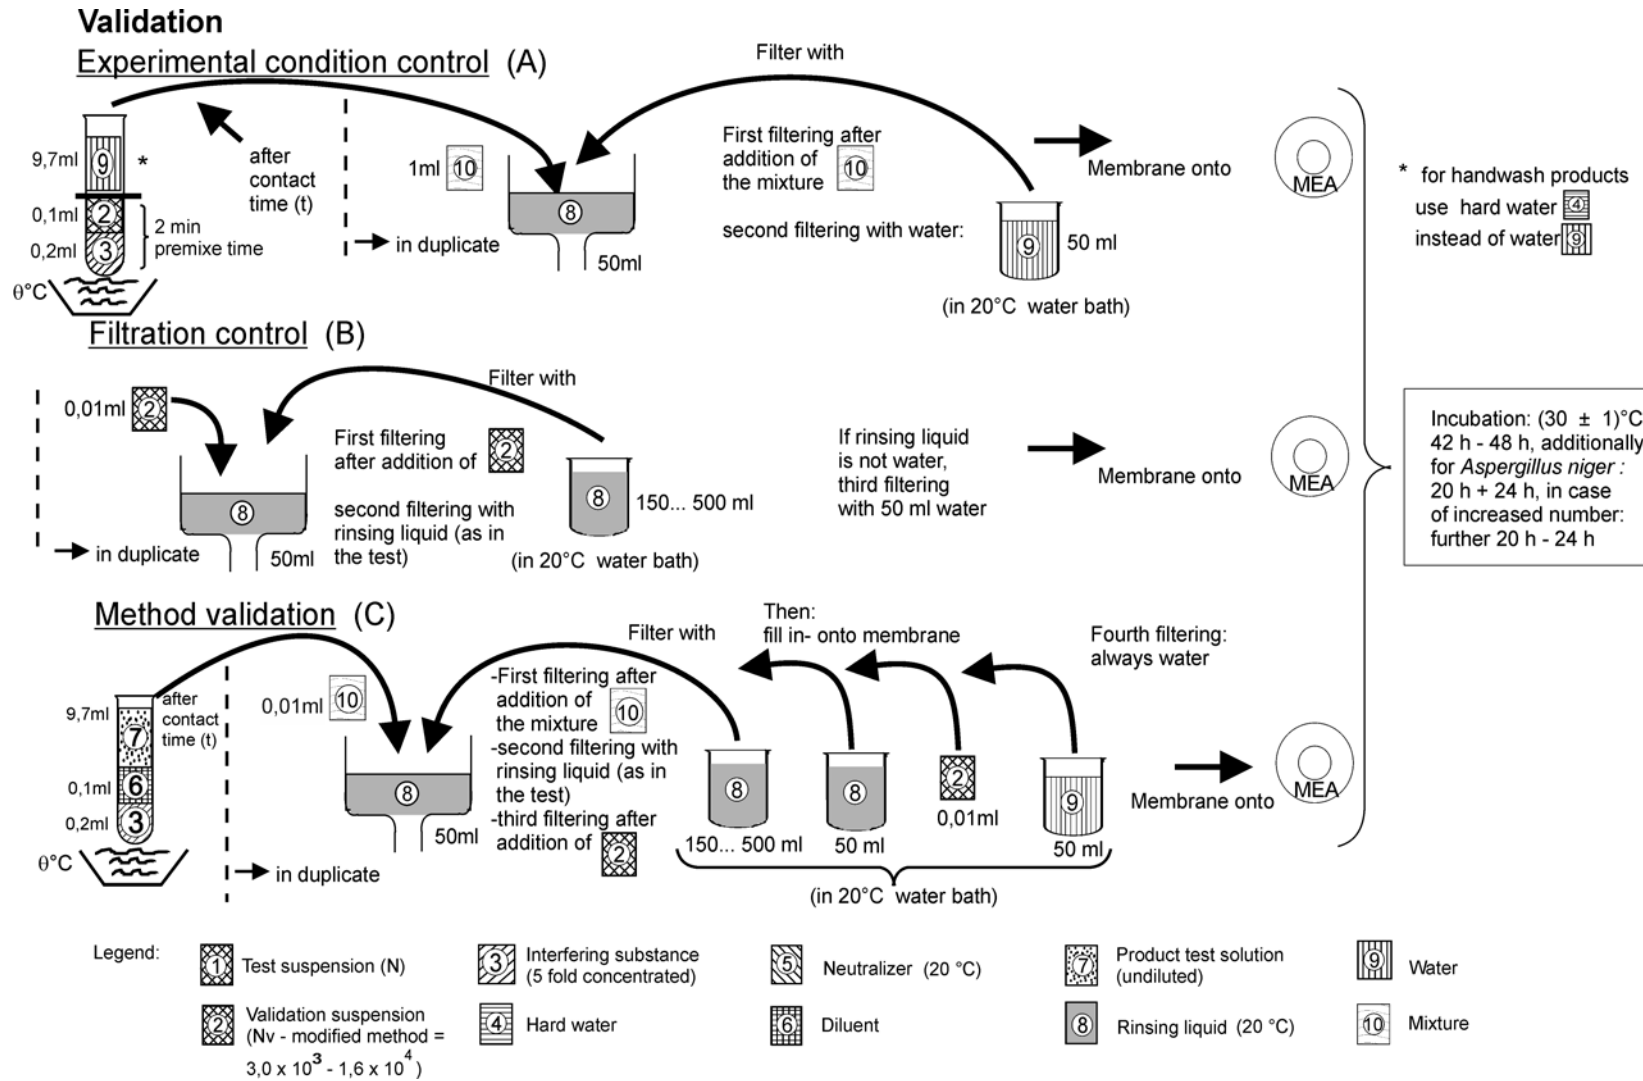 Validation
Experimental condition control (A)
Filter with
9,7ml
9
*
0,1ml
2
0,2ml
3
2 min
premixe time
θ°C
after
contact
time (t)
1ml
10
in duplicate
8
50ml
First filtering after
addition of
the mixture 10
second filtering with water:
9
50 ml
(in 20°C water bath)
Membrane onto
MEA
* for handwash products
use hard water 4
instead of water 9
Filtration control (B)
Filter with
0,01ml 2
in duplicate
8
50ml
First filtering
after addition of 2
second filtering with
rinsing liquid (as in
the test)
8
150... 500 ml
(in 20°C water bath)
If rinsing liquid
is not water,
third filtering
with 50 ml water
Membrane onto
MEA
Incubation: (30 ± 1)°C
42 h - 48 h, additionally
for Aspergillus niger :
20 h + 24 h, in case
of increased number:
further 20 h - 24 h
Method validation (C)
9,7ml
7
0,1ml
6
0,2ml
3
θ°C
after
contact
time (t)
0,01ml 10
in duplicate
8
50ml
Filter with
-First filtering after
addition of
the mixture 10
-second filtering with
rinsing liquid (as in
the test)
-third filtering after
addition of 2
Then:
fill in- onto membrane
Fourth filtering:
always water
8
150... 500 ml
8
50 ml
2
0,01ml
9
50 ml
(in 20°C water bath)
Membrane onto
MEA
Legend:
1 Test suspension (N)
2 Validation suspension
(Nv - modified method =
3,0 x 10³ - 1,6 x 10⁴ )
3 Interfering substance
(5 fold concentrated)
4 Hard water
5 Neutralizer (20 °C)
6 Diluent
7 Product test solution
(undiluted)
8 Rinsing liquid (20 °C)
9 Water
10 Mixture